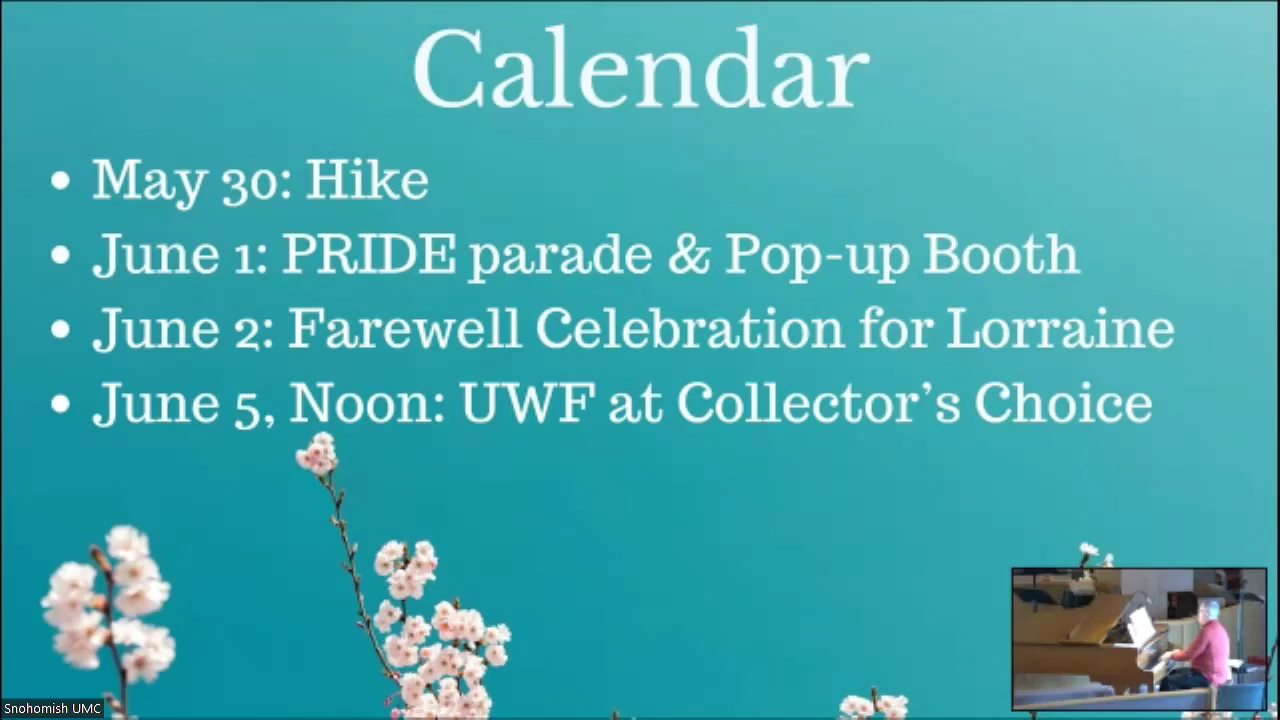 Calendar
• May 30: Hike
• June 1: PRIDE parade & Pop-up Booth
• June 2: Farewell Celebration for Lorraine
• June 5, Noon: UWF at Collector’s Choice
Snohomish UMC